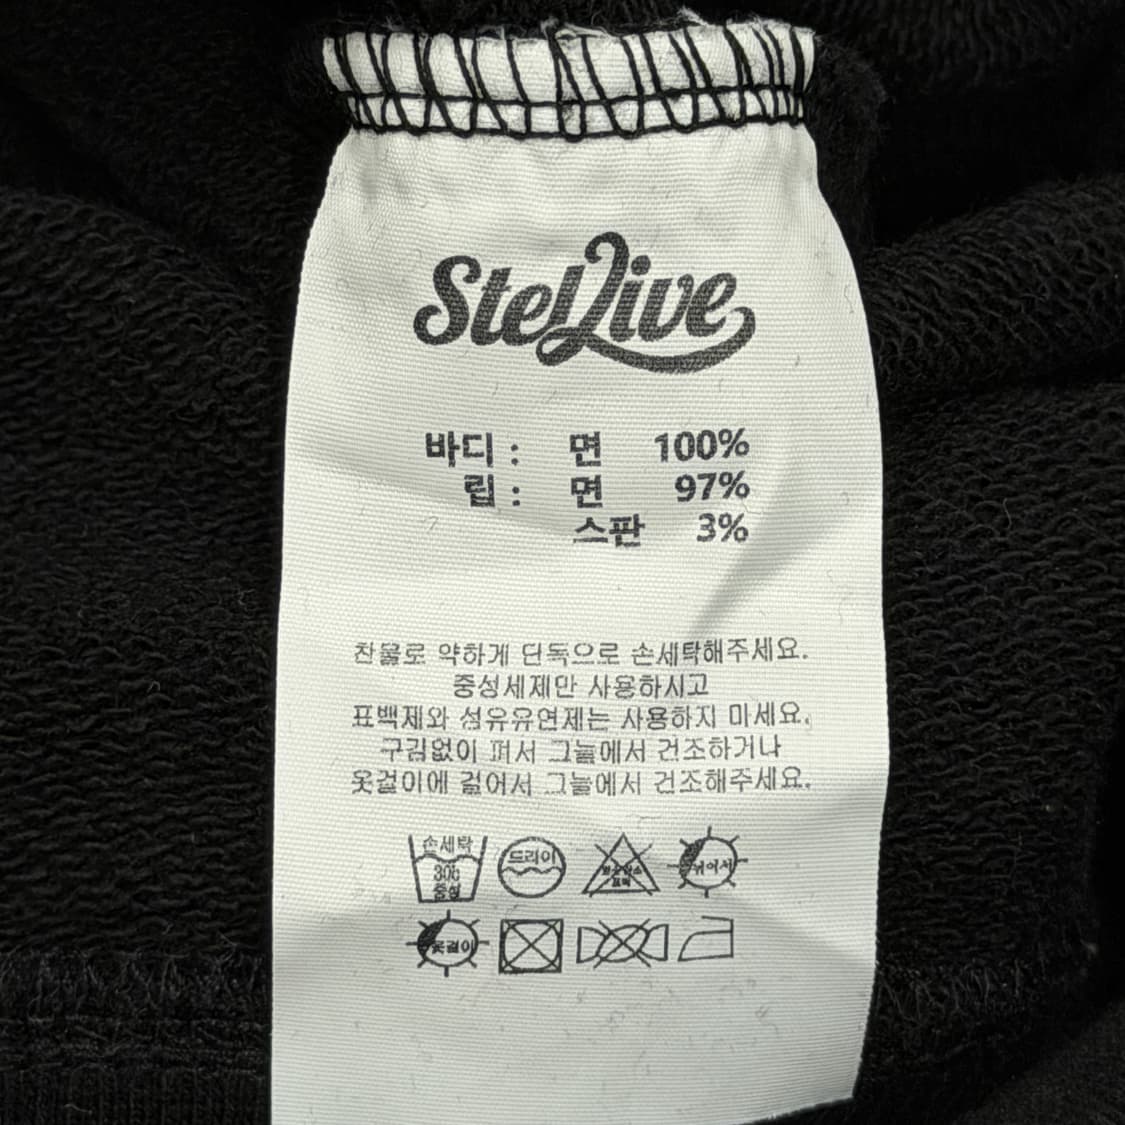 StelLive
바디 : 면 100%
립 : 면 97%
스판 3%
찬물로 약하게 단독으로 손세탁해주세요.
중성세제만 사용하시고
표백제와 섬유유연제는 사용하지 마세요.
구김없이 펴서 그늘에서 건조하거나
옷걸이에 걸어서 그늘에서 건조해주세요.
손세탁
30℃
중성
드라이
뉘어서
옷걸이